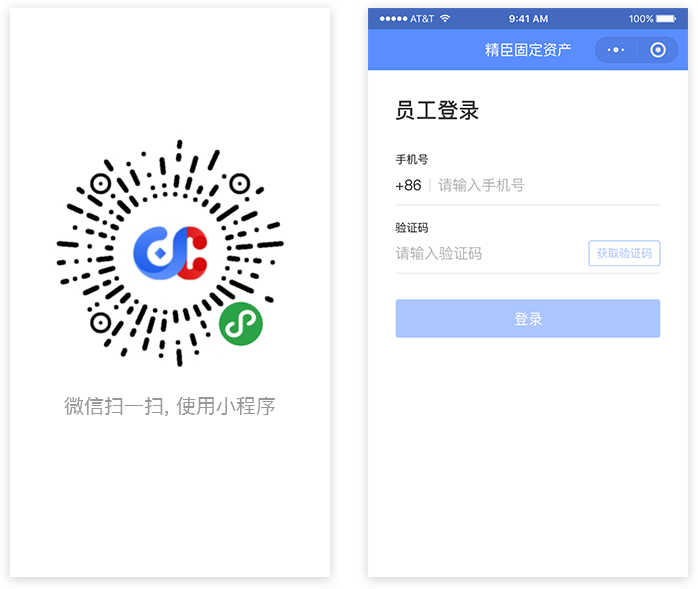 微信扫一扫, 使用小程序
AT&T 9:41 AM 100%
精臣固定资产
员工登录
手机号
+86 请输入手机号
验证码
请输入验证码 获取验证码
登录